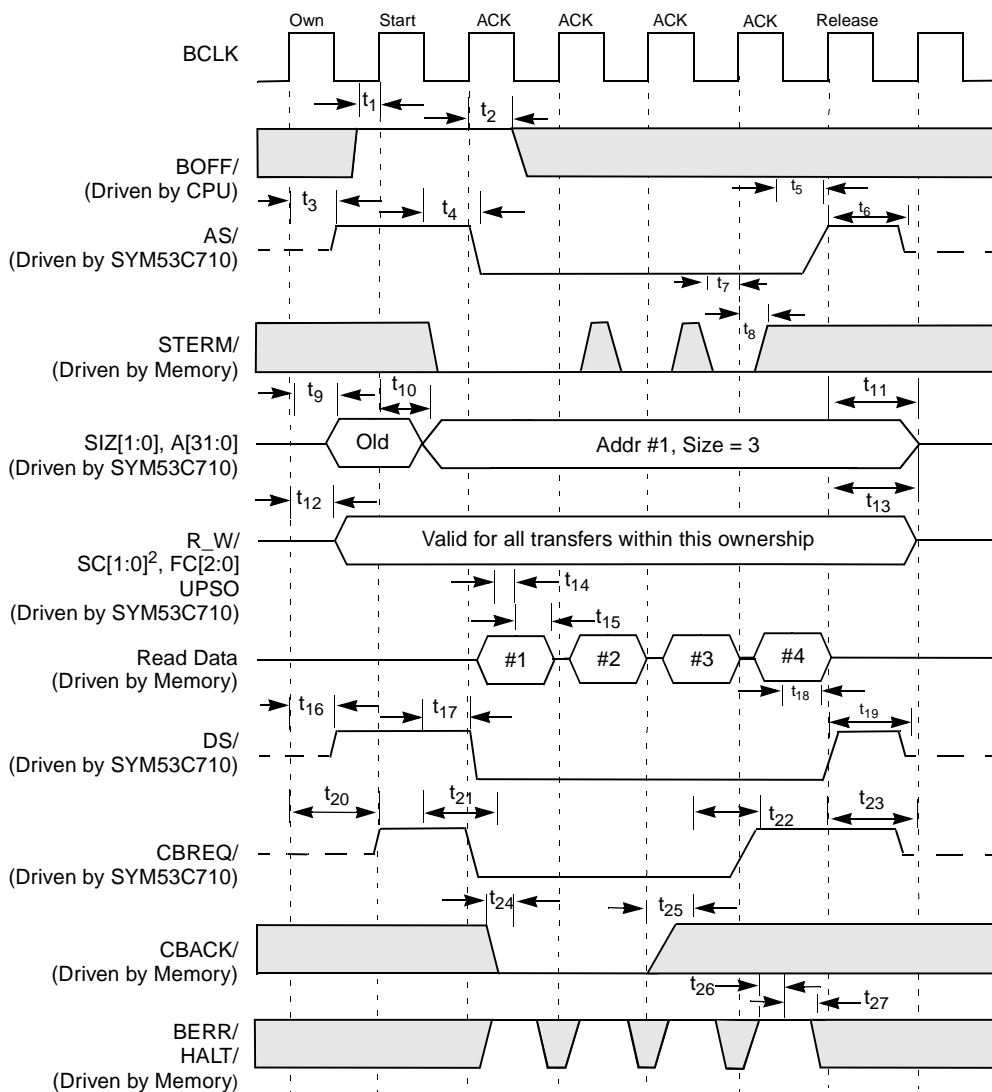 Own Start ACK ACK ACK ACK Release
BCLK
t1 t2
BOFF/
(Driven by CPU)
t3 t4 t5 t6
AS/
(Driven by SYM53C710)
t7
t8
STERM/
(Driven by Memory)
t9 t10 t11
SIZ[1:0], A[31:0]
(Driven by SYM53C710)
Old Addr #1, Size = 3
t12 t13
R_W/
SC[1:0]2, FC[2:0]
UPSO
(Driven by SYM53C710)
Valid for all transfers within this ownership
t14
t15
Read Data
(Driven by Memory)
#1 #2 #3 #4
t16 t17 t18 t19
DS/
(Driven by SYM53C710)
t20 t21 t22 t23
CBREQ/
(Driven by SYM53C710)
t24 t25
CBACK/
(Driven by Memory)
t26 t27
BERR/
HALT/
(Driven by Memory)